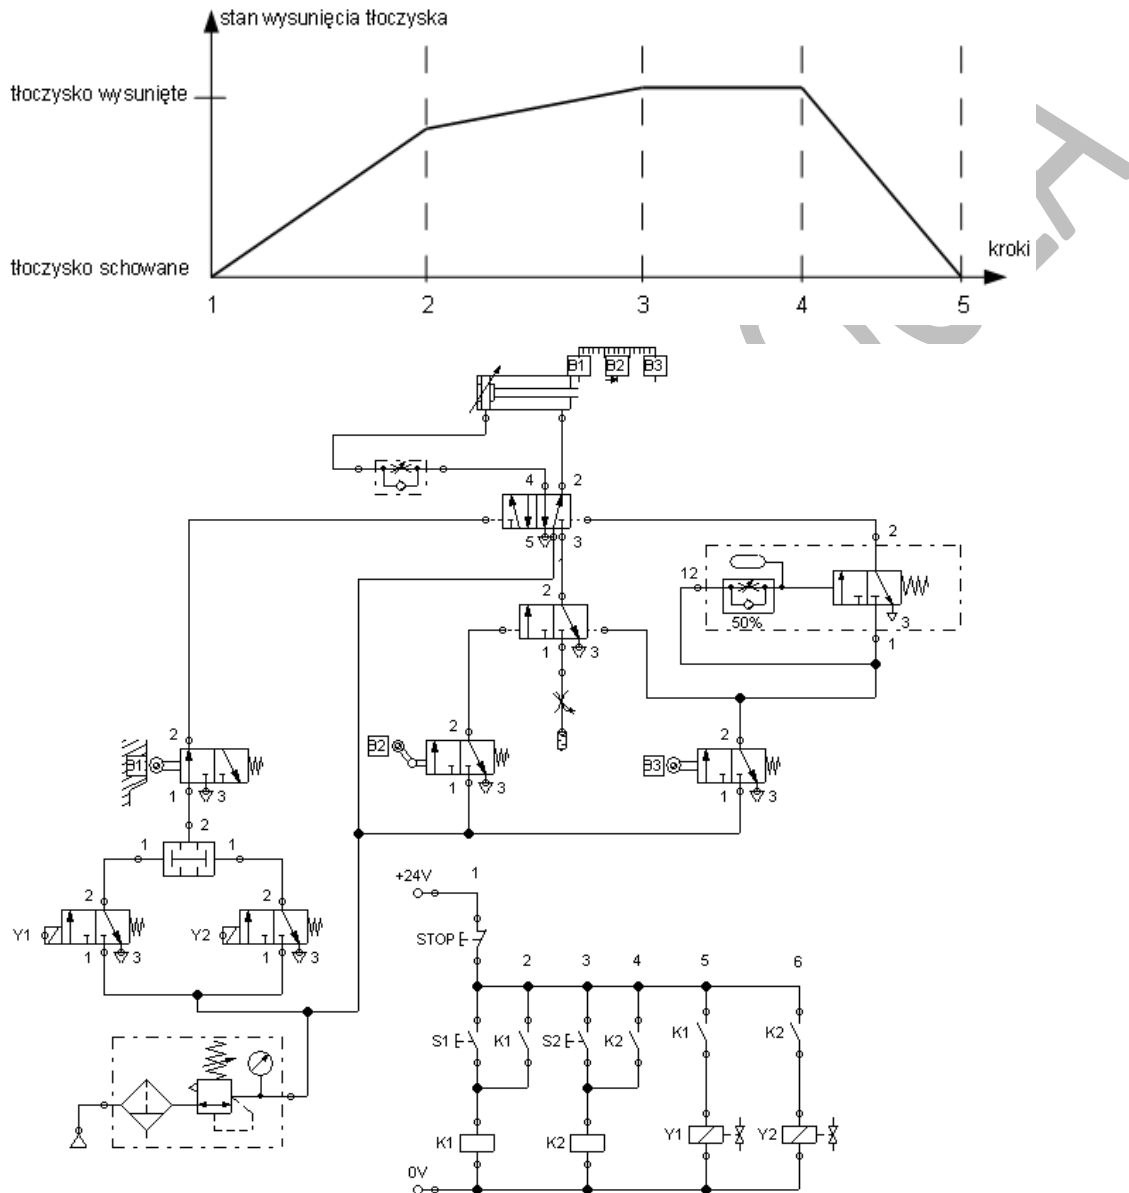 stan wysunięcia tłoczyska
tłoczysko wysunięte
tłoczysko schowane
kroki
1 2 3 4 5
B1 B2 B3
4 2
5 3
2
12
50%
3
1
2
1 3
2
B1
1 3
2
B2
1 3
2
B3
1 3
2
1 1
2
Y1
1 3
2
Y2
1 3
+24V
1
STOP
2 3 4 5 6
S1 K1 S2 K2 K1 K2
K1 K2 Y1 Y2
0V